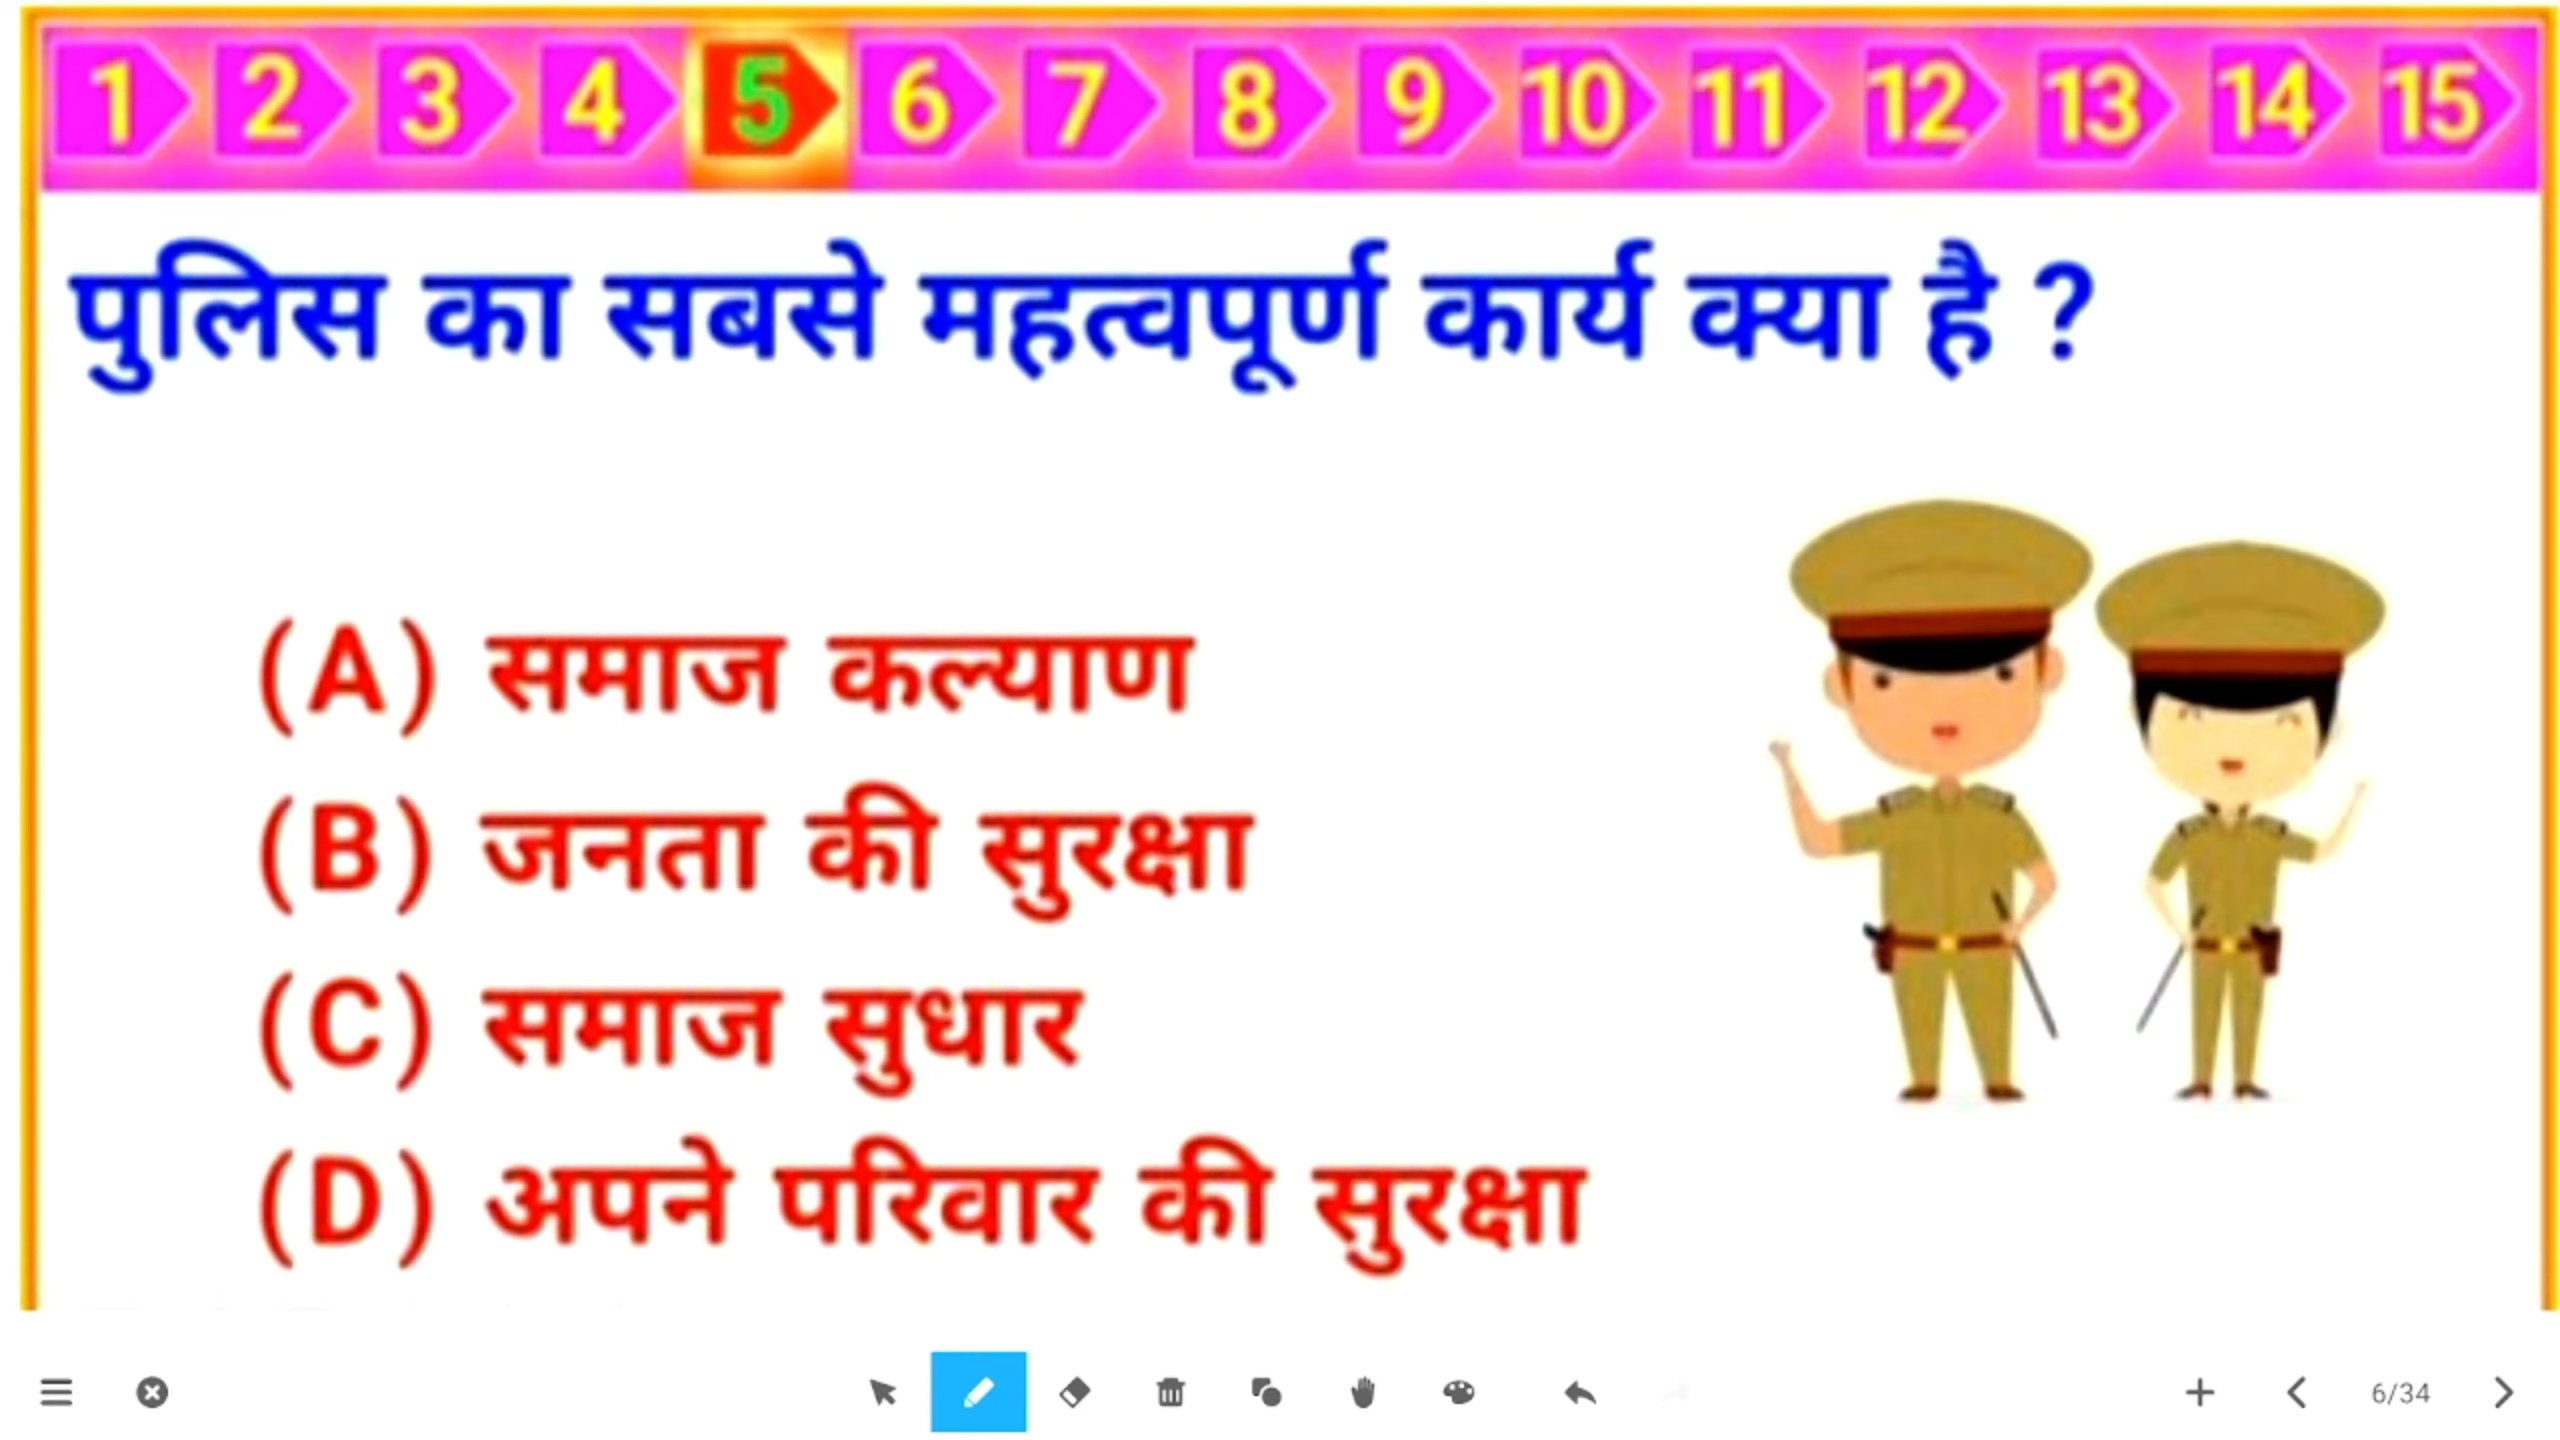 1 2 3 4 5 6 7 8 9 10 11 12 13 14 15
पुलिस का सबसे महत्वपूर्ण कार्य क्या है ?
(A) समाज कल्याण
(B) जनता की सुरक्षा
(C) समाज सुधार
(D) अपने परिवार की सुरक्षा
6/34